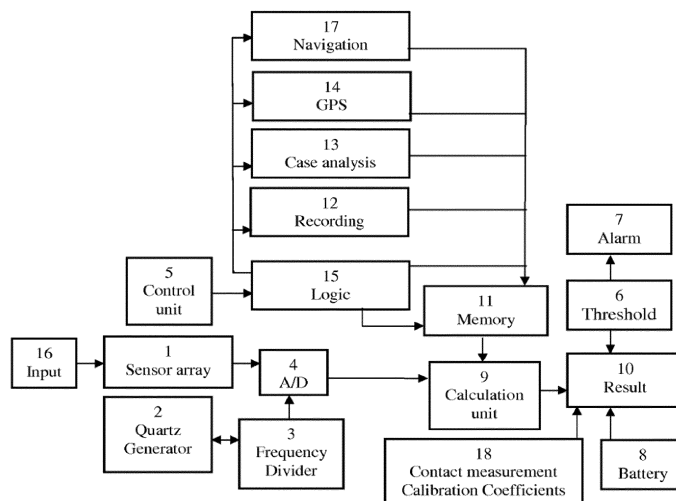 17
Navigation
14
GPS
13
Case analysis
12
Recording
7
Alarm
5
Control
unit
15
Logic
11
Memory
6
Threshold
16
Input
1
Sensor array
4
A/D
9
Calculation
unit
10
Result
2
Quartz
Generator
3
Frequency
Divider
18
Contact measurement
Calibration Coefficients
8
Battery